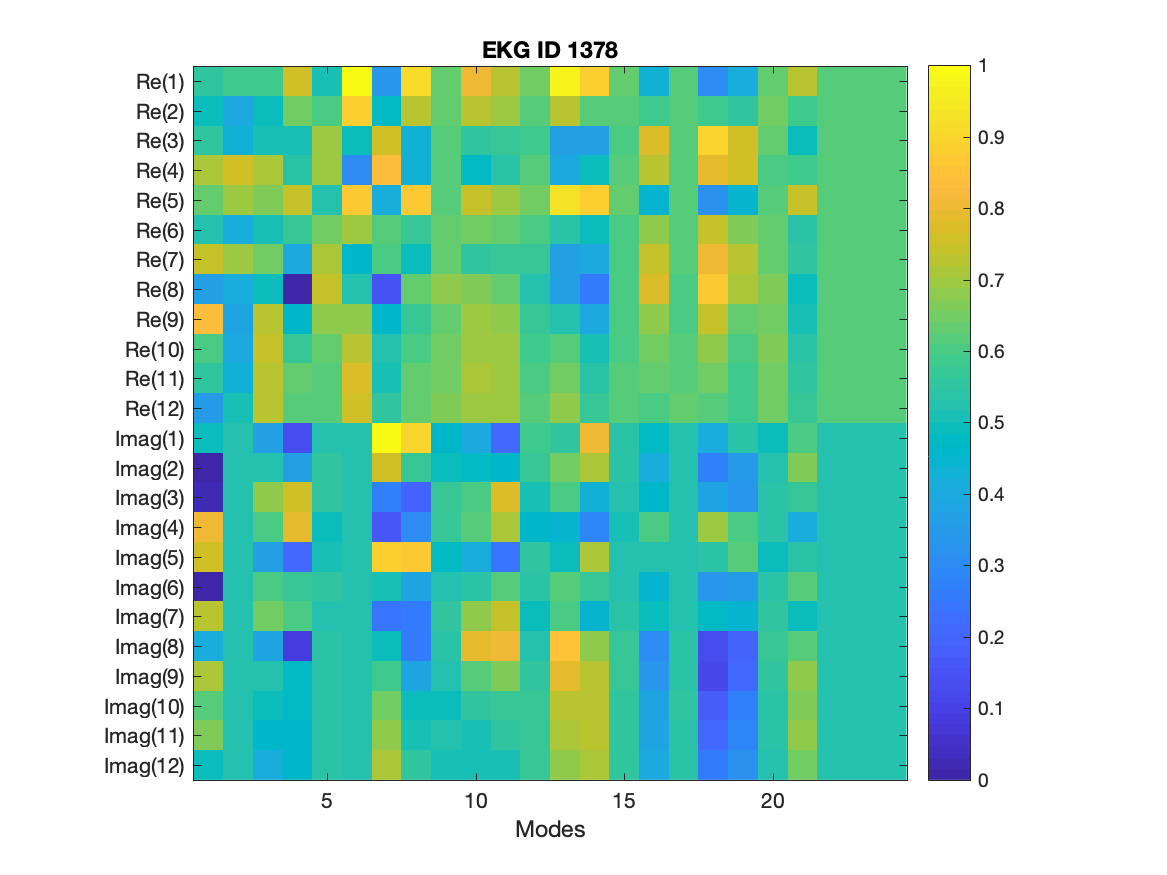 EKG ID 1378
Re(1)
Re(2)
Re(3)
Re(4)
Re(5)
Re(6)
Re(7)
Re(8)
Re(9)
Re(10)
Re(11)
Re(12)
Imag(1)
Imag(2)
Imag(3)
Imag(4)
Imag(5)
Imag(6)
Imag(7)
Imag(8)
Imag(9)
Imag(10)
Imag(11)
Imag(12)
5 10 15 20
Modes
1
0.9
0.8
0.7
0.6
0.5
0.4
0.3
0.2
0.1
0